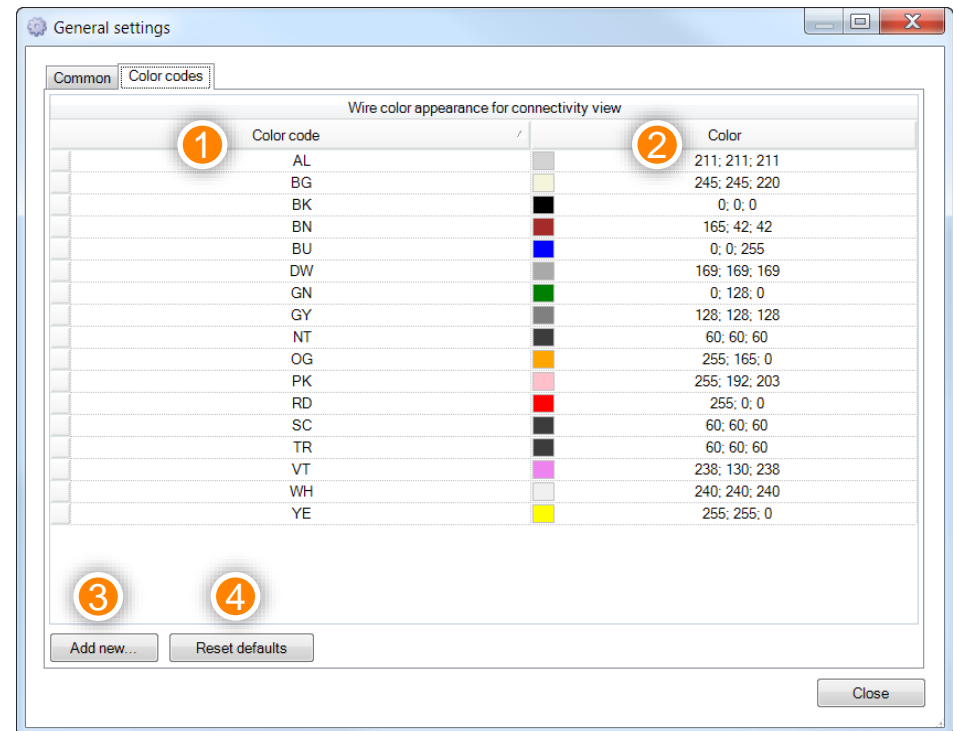 General settings
Common Color codes
Wire color appearance for connectivity view
1 Color code 2 Color
AL 211; 211; 211
BG 245; 245; 220
BK 0; 0; 0
BN 165; 42; 42
BU 0; 0; 255
DW 169; 169; 169
GN 0; 128; 0
GY 128; 128; 128
NT 60; 60; 60
OG 255; 165; 0
PK 255; 192; 203
RD 255; 0; 0
SC 60; 60; 60
TR 60; 60; 60
VT 238; 130; 238
WH 240; 240; 240
YE 255; 255; 0
3 4
Add new... Reset defaults
Close